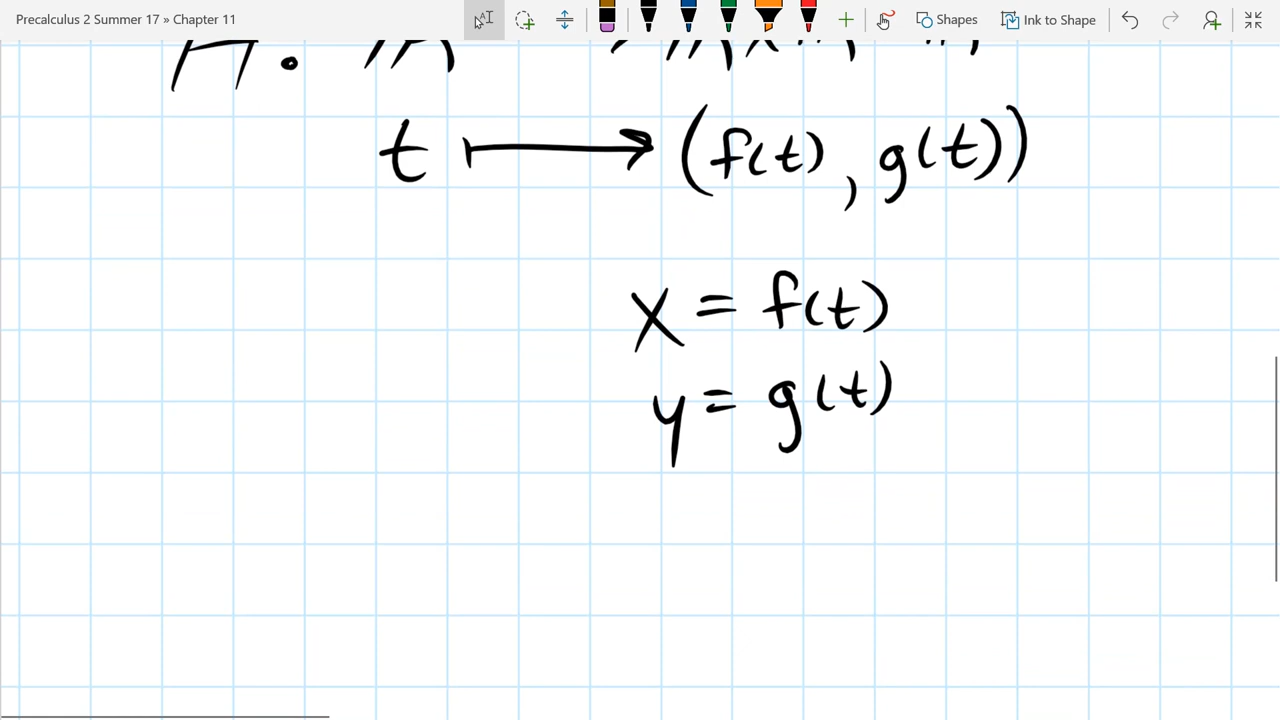 Precalculus 2 Summer 17 » Chapter 11
Shapes
Ink to Shape
t ↦ (f(t), g(t))
x = f(t)
y = g(t)